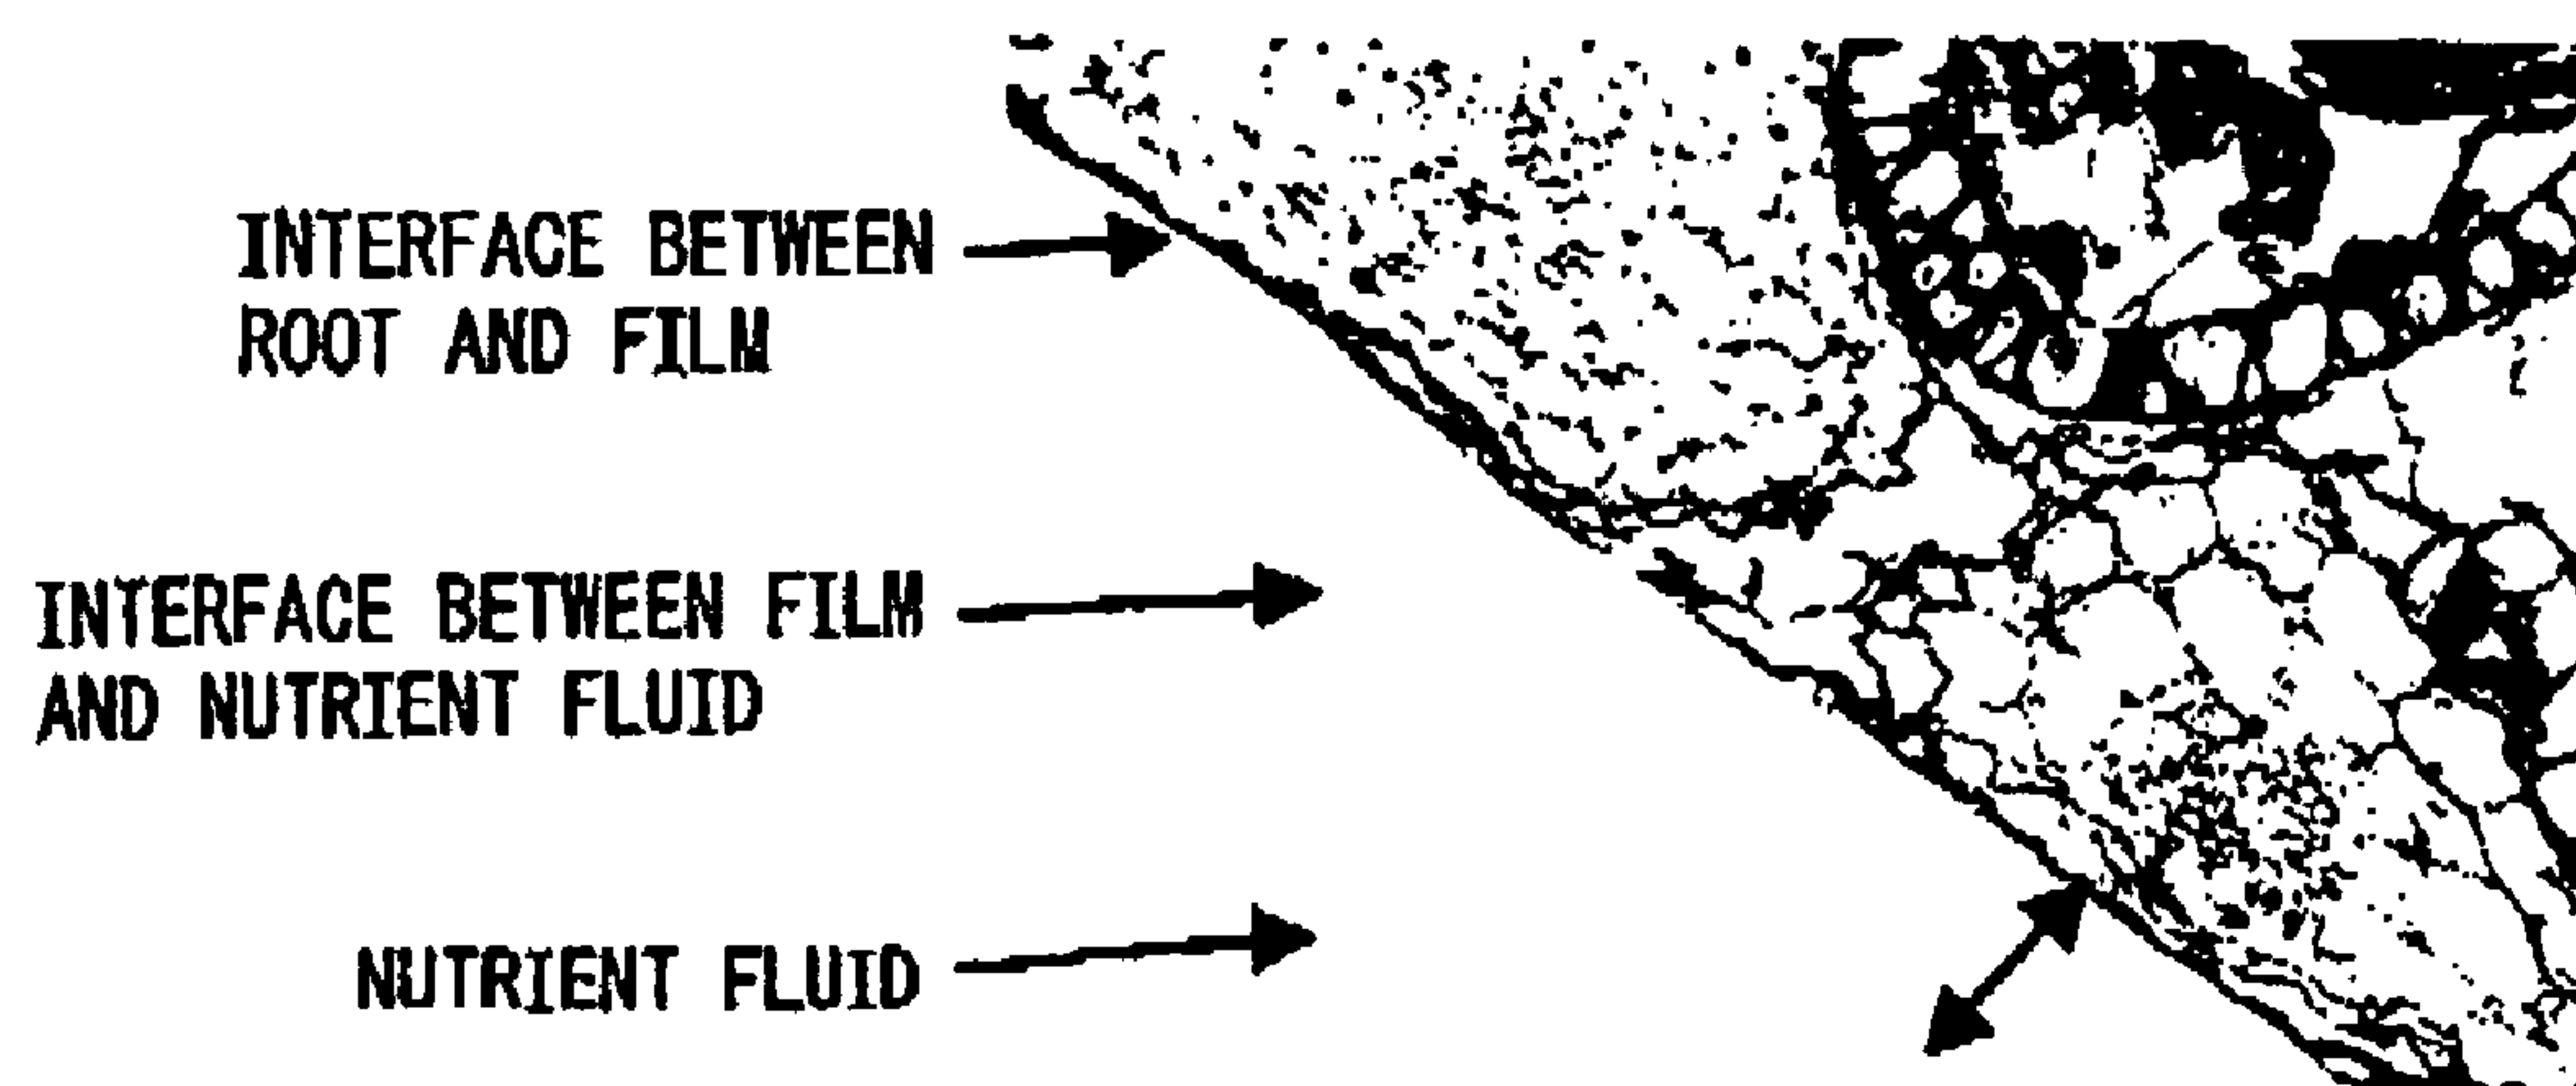 INTERFACE BETWEEN
ROOT AND FILM
INTERFACE BETWEEN FILM
AND NUTRIENT FLUID
NUTRIENT FLUID